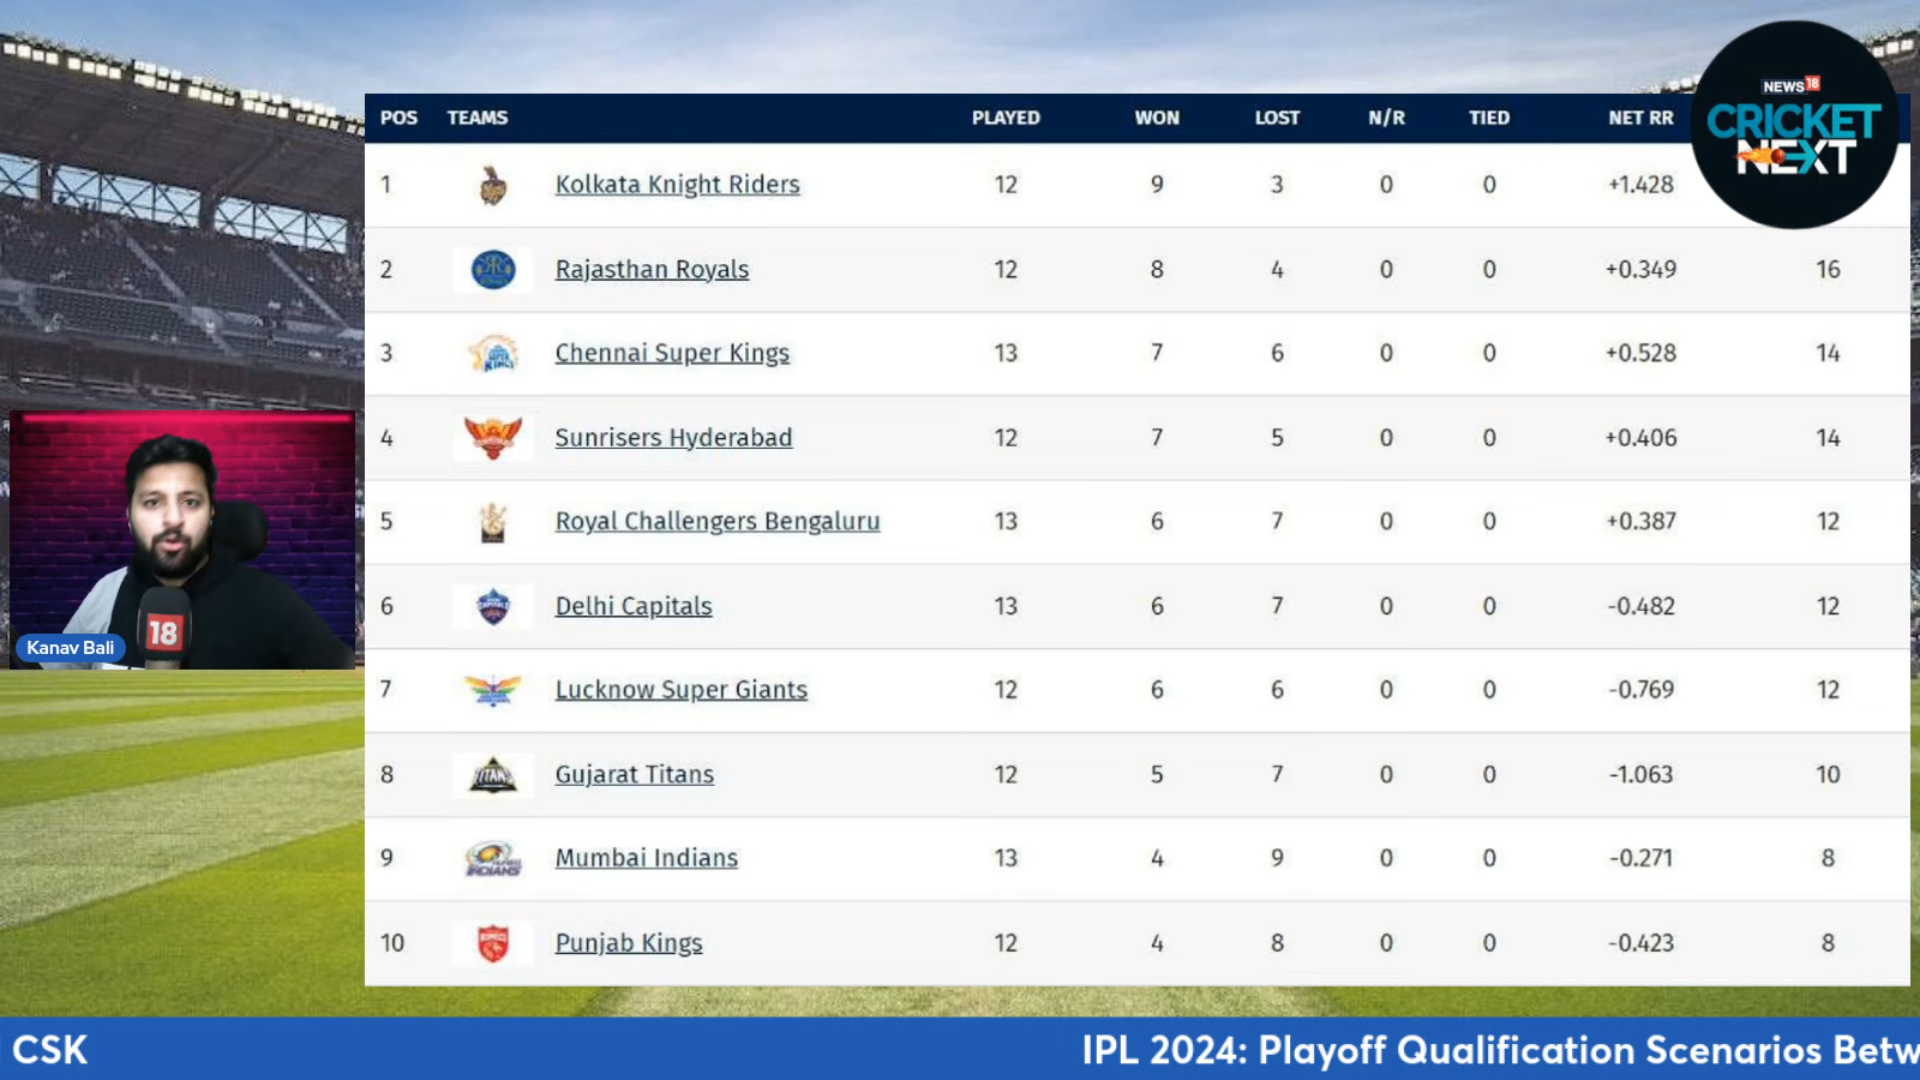 NEWS18
CRICKET
NEXT
POS TEAMS PLAYED WON LOST N/R TIED NET RR
1 Kolkata Knight Riders 12 9 3 0 0 +1.428
2 Rajasthan Royals 12 8 4 0 0 +0.349 16
3 Chennai Super Kings 13 7 6 0 0 +0.528 14
4 Sunrisers Hyderabad 12 7 5 0 0 +0.406 14
5 Royal Challengers Bengaluru 13 6 7 0 0 +0.387 12
6 Delhi Capitals 13 6 7 0 0 -0.482 12
7 Lucknow Super Giants 12 6 6 0 0 -0.769 12
8 TITANS Gujarat Titans 12 5 7 0 0 -1.063 10
9 INDIANS Mumbai Indians 13 4 9 0 0 -0.271 8
10 Punjab Kings 12 4 8 0 0 -0.423 8
18
Kanav Bali
CSK IPL 2024: Playoff Qualification Scenarios Betw